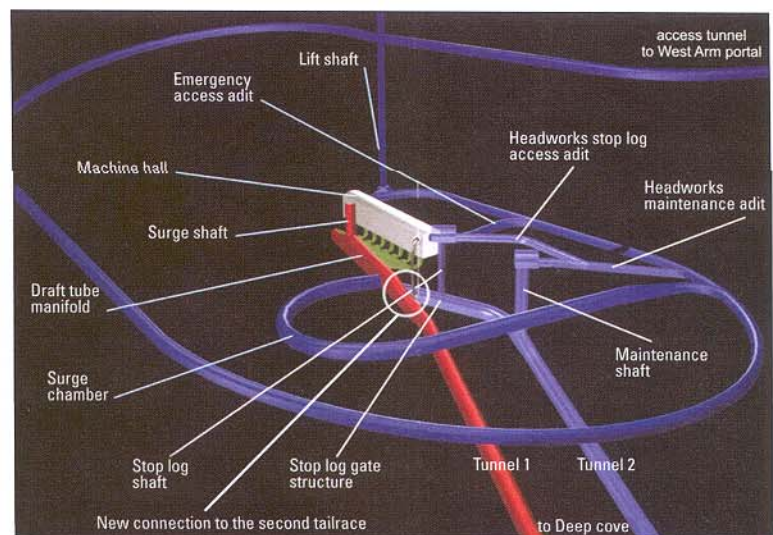 access tunnel
to West Arm portal
Lift shaft
Emergency
access adit
Headworks stop log
access adit
Machine hall
Headworks
maintenance adit
Surge shaft
Draft tube
manifold
Maintenance
shaft
Surge
chamber
Stop log
shaft
Stop log gate
structure
Tunnel 1
Tunnel 2
New connection to the second tailrace
to Deep cove